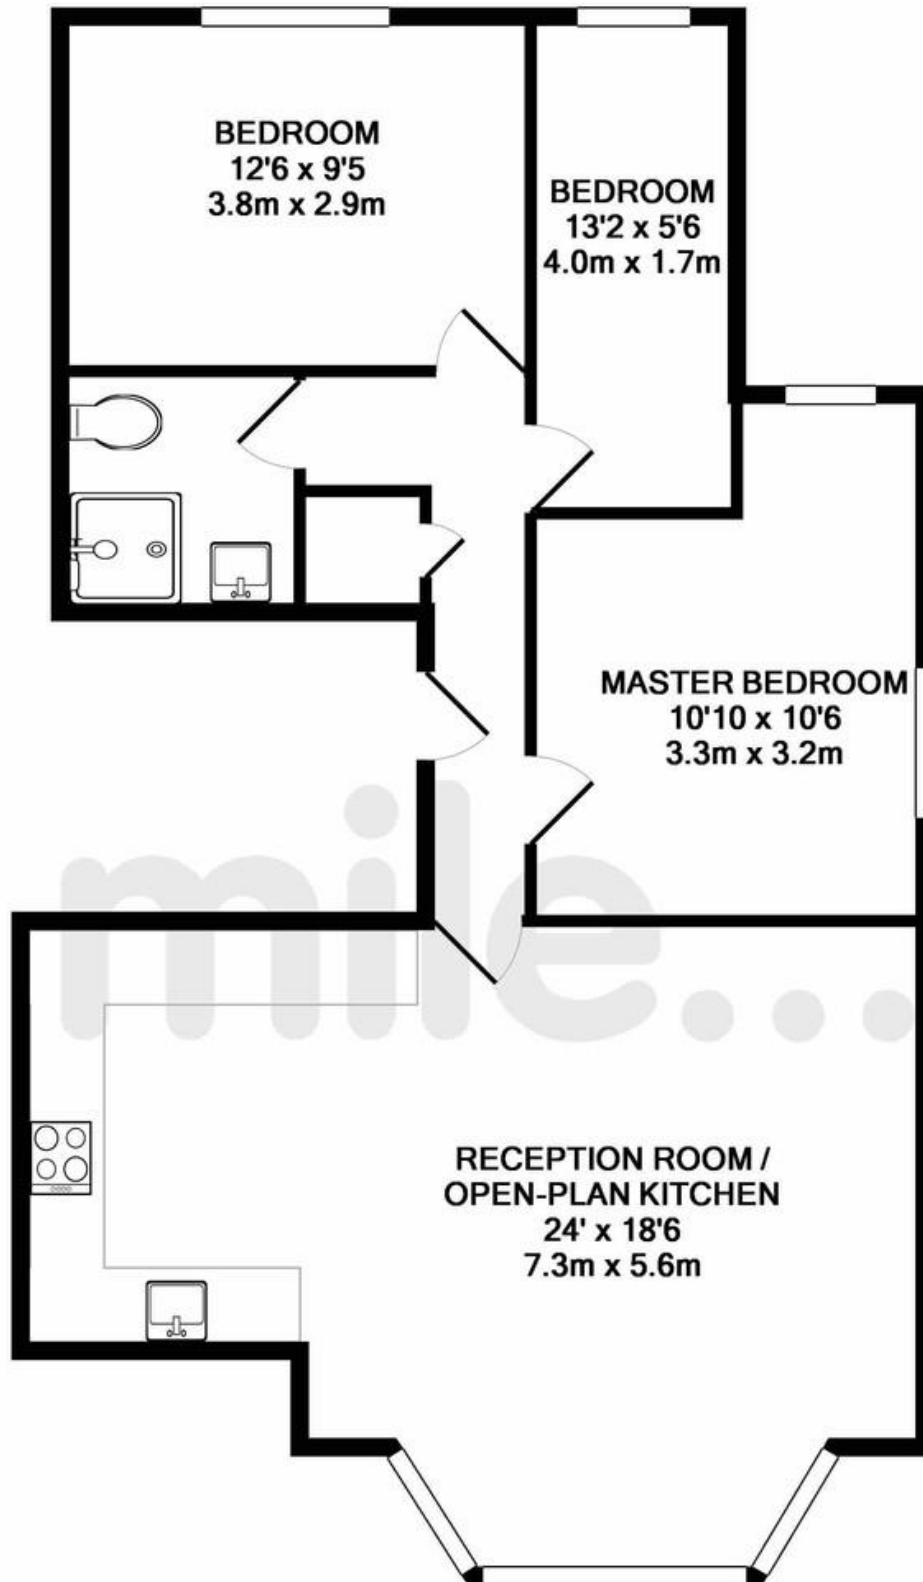 BEDROOM
12'6 x 9'5
3.8m x 2.9m
BEDROOM
13'2 x 5'6
4.0m x 1.7m
MASTER BEDROOM
10'10 x 10'6
3.3m x 3.2m
mile...
RECEPTION ROOM /
OPEN-PLAN KITCHEN
24' x 18'6
7.3m x 5.6m